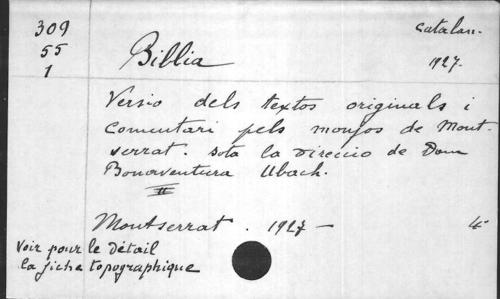 309
55
1
Catalan.
1927.
Biblia
Versio dels textos originals i
Comentari pels monjos de Mont-
serrat. sota la direccio de Dom
Bonaventura Ubach.
II
Montserrat. 1927 — 4°
Voir pour le détail
la fiche topographique